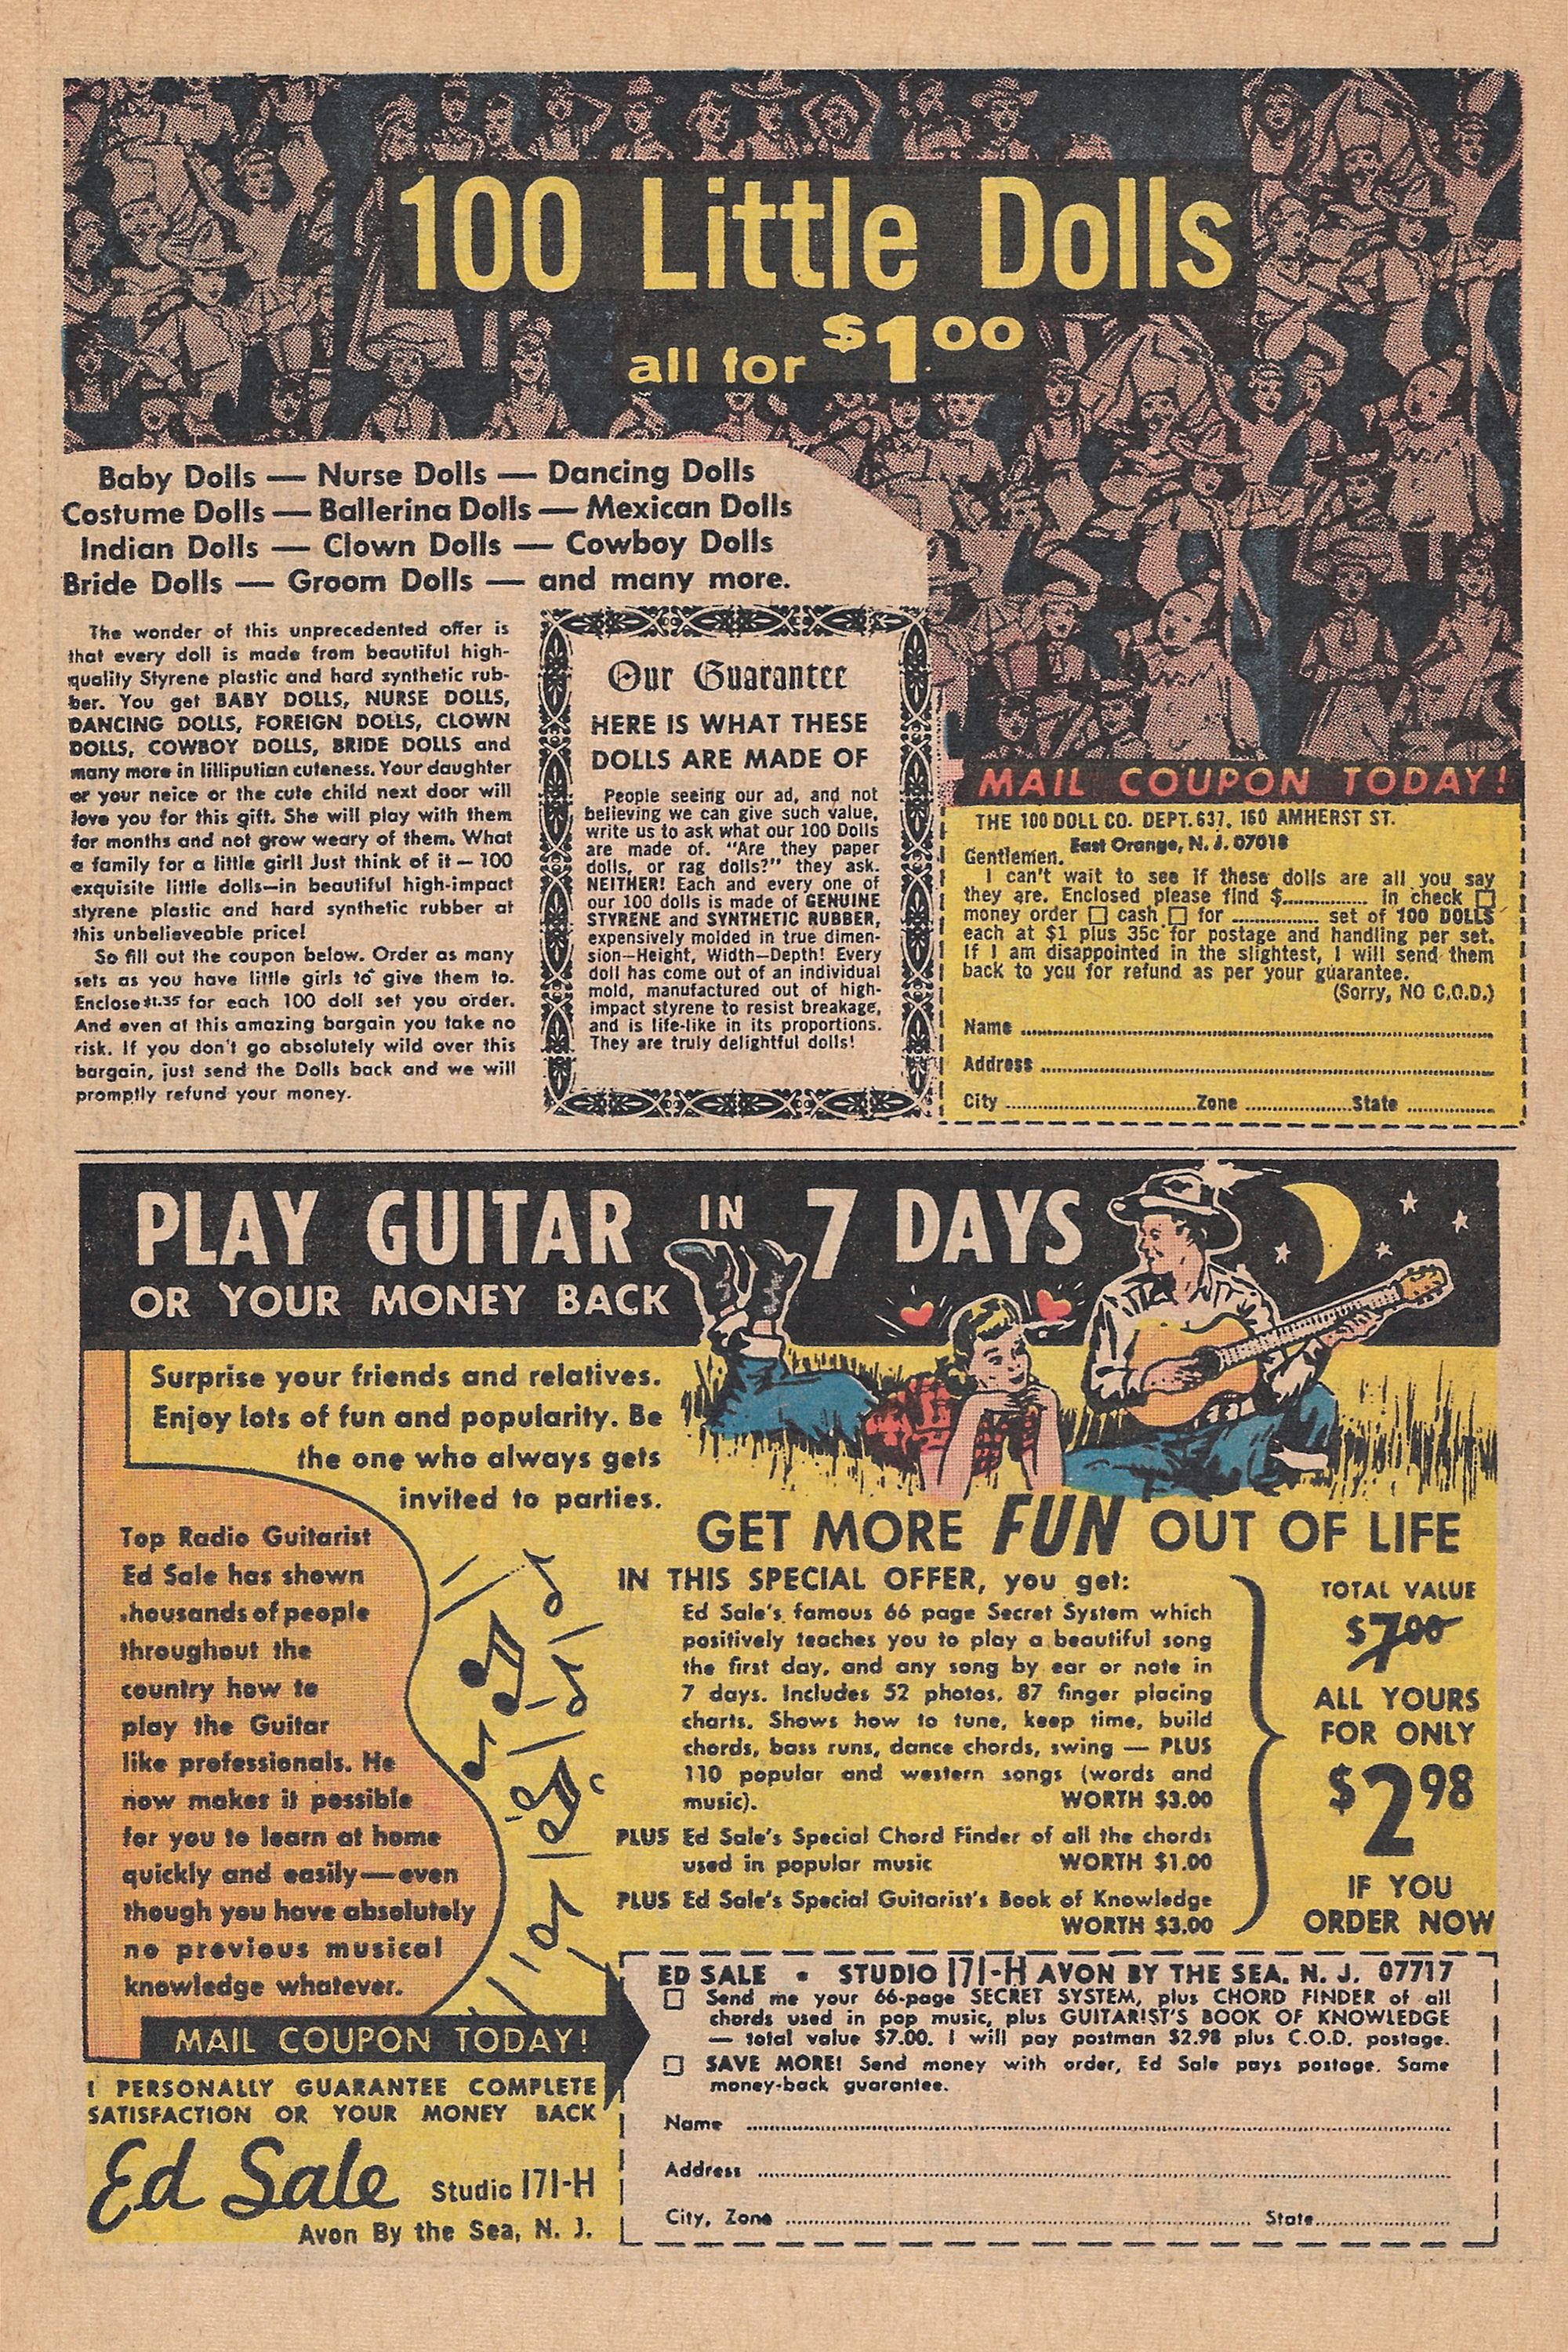 100 Little Dolls
all for $1.00
Baby Dolls — Nurse Dolls — Dancing Dolls
Costume Dolls — Ballerina Dolls — Mexican Dolls
Indian Dolls — Clown Dolls — Cowboy Dolls
Bride Dolls — Groom Dolls — and many more.
The wonder of this unprecedented offer is
that every doll is made from beautiful high-
quality Styrene plastic and hard synthetic rub-
ber. You get BABY DOLLS, NURSE DOLLS,
DANCING DOLLS, FOREIGN DOLLS, CLOWN
DOLLS, COWBOY DOLLS, BRIDE DOLLS and
many more in lilliputian cuteness. Your daughter
or your neice or the cute child next door will
love you for this gift. She will play with them
for months and not grow weary of them. What
a family for a little girl! Just think of it — 100
exquisite little dolls—in beautiful high-impact
styrene plastic and hard synthetic rubber at
this unbelieveable price!
So fill out the coupon below. Order as many
sets as you have little girls to give them to.
Enclose $1.35 for each 100 doll set you order.
And even at this amazing bargain you take no
risk. If you don't go absolutely wild over this
bargain, just send the Dolls back and we will
promptly refund your money.
Our Guarantee
HERE IS WHAT THESE
DOLLS ARE MADE OF
People seeing our ad, and not
believing we can give such value,
write us to ask what our 100 Dolls
are made of. "Are they paper
dolls, or rag dolls?" they ask.
NEITHER! Each and every one of
our 100 dolls is made of GENUINE
STYRENE and SYNTHETIC RUBBER,
expensively molded in true dimen-
sion—Height, Width—Depth! Every
doll has come out of an individual
mold, manufactured out of high-
impact styrene to resist breakage,
and is life-like in its proportions.
They are truly delightful dolls!
MAIL COUPON TODAY!
THE 100 DOLL CO. DEPT. 637, 160 AMHERST ST.
East Orange, N. J. 07018
Gentlemen.
I can't wait to see if these dolls are all you say
they are. Enclosed please find $............... in check ☐
money order ☐ cash ☐ for ............... set of 100 DOLLS
each at $1 plus 35c for postage and handling per set.
If I am disappointed in the slightest, I will send them
back to you for refund as per your guarantee.
(Sorry, NO C.O.D.)
Name
Address
City ............... Zone ............... State ...............
PLAY GUITAR IN 7 DAYS
OR YOUR MONEY BACK
Surprise your friends and relatives.
Enjoy lots of fun and popularity. Be
the one who always gets
invited to parties.
Top Radio Guitarist
Ed Sale has shown
.housands of people
throughout the
country how to
play the Guitar
like professionals. He
now makes it possible
for you to learn at home
quickly and easily—even
though you have absolutely
no previous musical
knowledge whatever.
MAIL COUPON TODAY!
I PERSONALLY GUARANTEE COMPLETE
SATISFACTION OR YOUR MONEY BACK
Ed Sale Studio 171-H
Avon By the Sea, N. J.
GET MORE FUN OUT OF LIFE
IN THIS SPECIAL OFFER, you get:
Ed Sale's famous 66 page Secret System which
positively teaches you to play a beautiful song
the first day, and any song by ear or note in
7 days. Includes 52 photos, 87 finger placing
charts. Shows how to tune, keep time, build
chords, bass runs, dance chords, swing — PLUS
110 popular and western songs (words and
music). WORTH $3.00
PLUS Ed Sale's Special Chord Finder of all the chords
used in popular music WORTH $1.00
PLUS Ed Sale's Special Guitarist's Book of Knowledge
WORTH $3.00
TOTAL VALUE
$7.00
ALL YOURS
FOR ONLY
$2.98
IF YOU
ORDER NOW
ED SALE • STUDIO 171-H AVON BY THE SEA. N. J. 07717
☐ Send me your 66-page SECRET SYSTEM, plus CHORD FINDER of all
chords used in pop music, plus GUITARIST'S BOOK OF KNOWLEDGE
— total value $7.00. I will pay postman $2.98 plus C.O.D. postage.
☐ SAVE MORE! Send money with order, Ed Sale pays postage. Same
money-back guarantee.
Name
Address
City, Zone ............... State...............